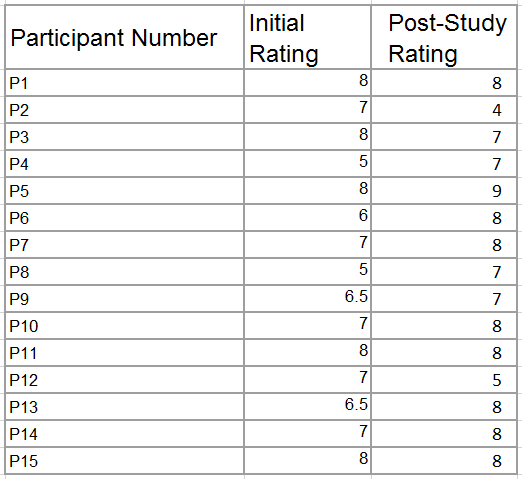 Participant Number Initial Rating Post-Study Rating
P1 8 8
P2 7 4
P3 8 7
P4 5 7
P5 8 9
P6 6 8
P7 7 8
P8 5 7
P9 6.5 7
P10 7 8
P11 8 8
P12 7 5
P13 6.5 8
P14 7 8
P15 8 8